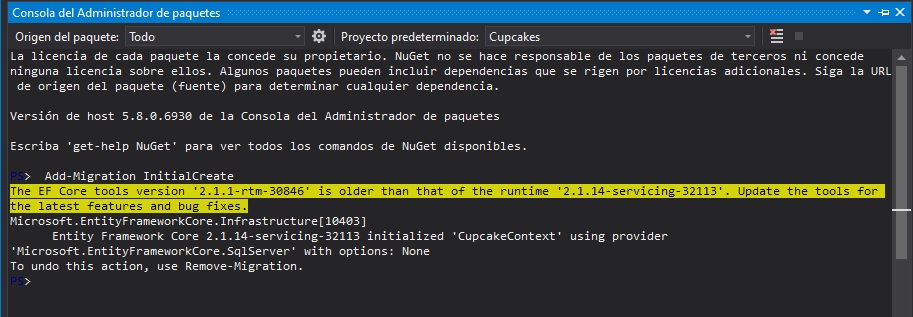 Consola del Administrador de paquetes
Origen del paquete: Todo
Proyecto predeterminado: Cupcakes
La licencia de cada paquete la concede su propietario. NuGet no se hace responsable de los paquetes de terceros ni concede
ninguna licencia sobre ellos. Algunos paquetes pueden incluir dependencias que se rigen por licencias adicionales. Siga la URL
de origen del paquete (fuente) para determinar cualquier dependencia.
Versión de host 5.8.0.6930 de la Consola del Administrador de paquetes
Escriba 'get-help NuGet' para ver todos los comandos de NuGet disponibles.
PS> Add-Migration InitialCreate
The EF Core tools version '2.1.1-rtm-30846' is older than that of the runtime '2.1.14-servicing-32113'. Update the tools for
the latest features and bug fixes.
Microsoft.EntityFrameworkCore.Infrastructure[10403]
Entity Framework Core 2.1.14-servicing-32113 initialized 'CupcakeContext' using provider
'Microsoft.EntityFrameworkCore.SqlServer' with options: None
To undo this action, use Remove-Migration.
PS>